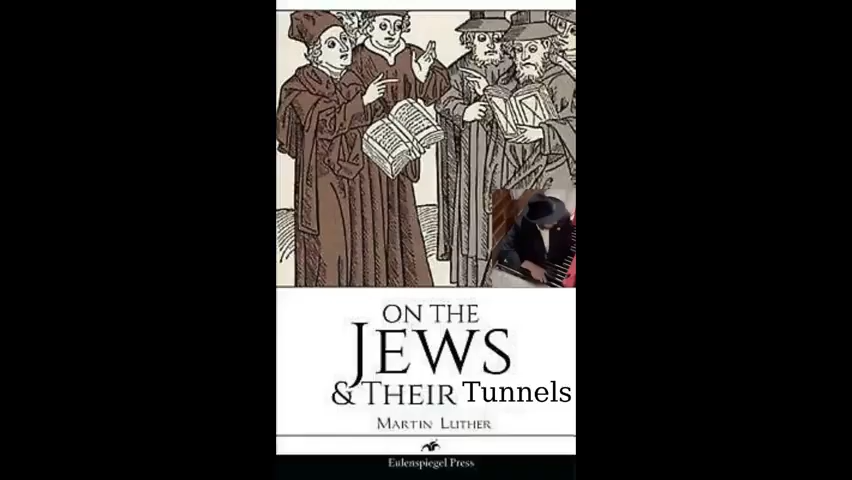 ON THE
JEWS
& THEIR Tunnels
MARTIN LUTHER
Eulenspiegel Press